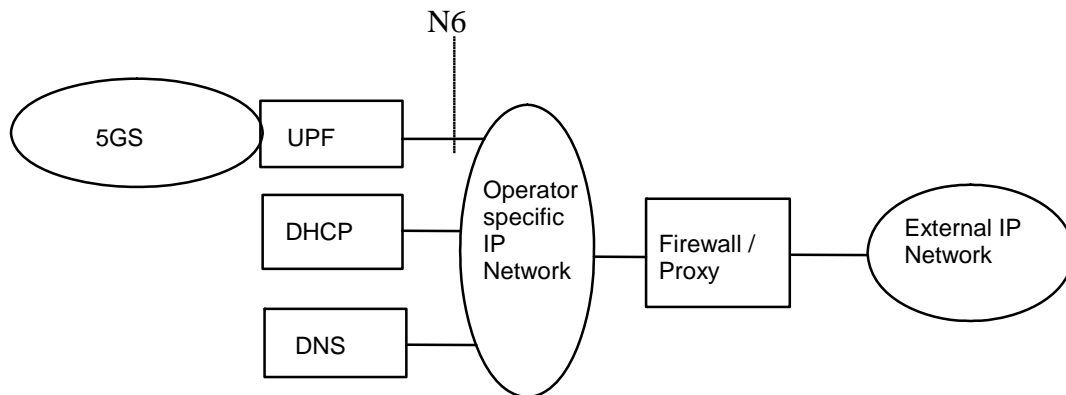 N6
5GS
UPF
DHCP
DNS
Operator
specific
IP
Network
Firewall /
Proxy
External IP
Network